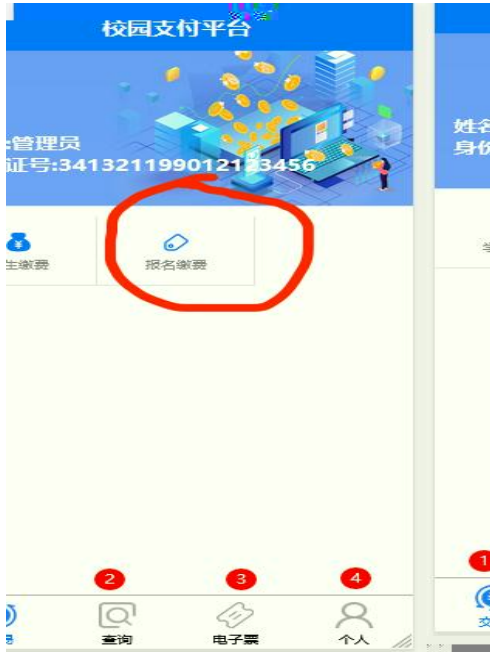 校园支付平台
:管理员
证号:341321199012123456
生缴费
报名缴费
2
3
4
查询
电子票
个人
姓名
身份
1
交